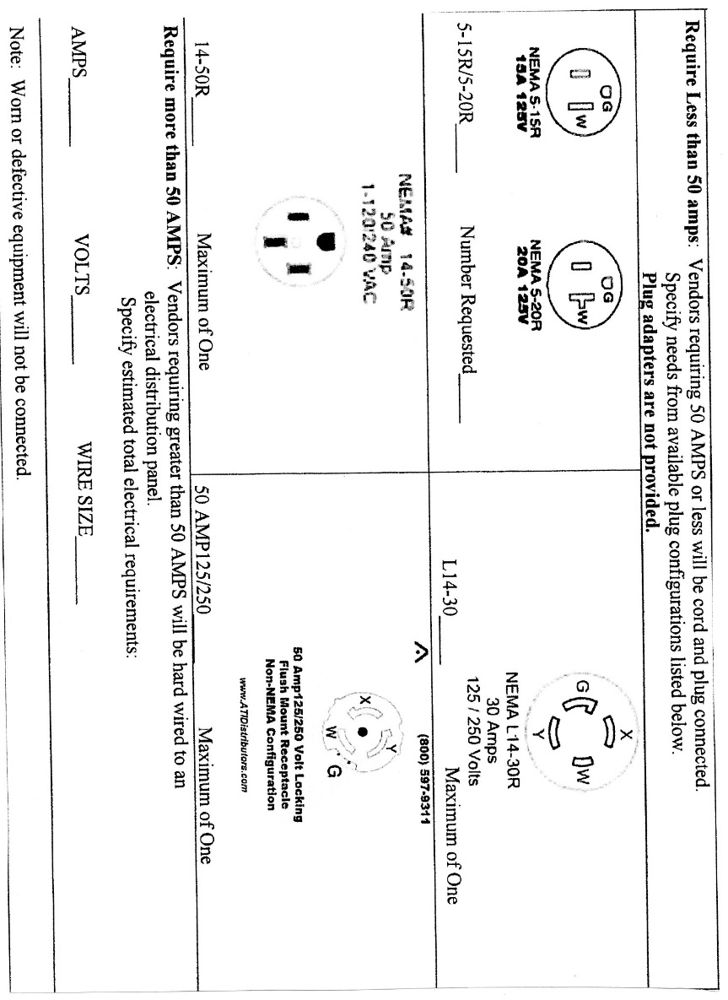 Require Less than 50 amps: Vendors requiring 50 AMPS or less will be cord and plug connected.
Specify needs from available plug configurations listed below.
Plug adapters are not provided.
G
W
NEMA 5-15R
15A 125V
G
W
NEMA 5-20R
20A 125V
5-15R/5-20R____ Number Requested____
X
G
W
Y
NEMA L14-30R
30 Amps
125 / 250 Volts
L14-30____ Maximum of One
NEMA# 14-50R
50 Amp
1-120/240 VAC
14-50R____ Maximum of One
(800) 597-9311
Y
X
W
G
50 Amp125/250 Volt Locking
Flush Mount Receptacle
Non-NEMA Configuration
www.ATIDistributors.com
50 AMP125/250____ Maximum of One
Require more than 50 AMPS: Vendors requiring greater than 50 AMPS will be hard wired to an
electrical distribution panel.
Specify estimated total electrical requirements:
AMPS____ VOLTS____ WIRE SIZE____
Note: Worn or defective equipment will not be connected.